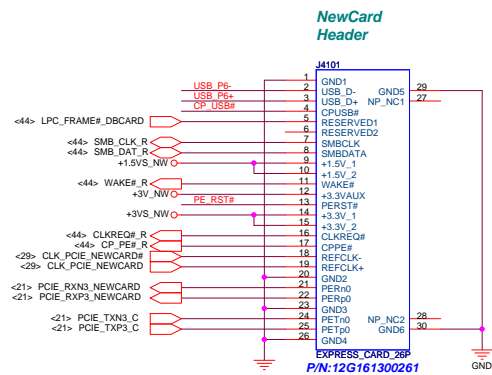 NewCard
Header
J4101
1 GND1
USB_P6- 2 USB_D- GND5 29
USB_P6+ 3 USB_D+ NP_NC1 27
CP_USB# 4 CPUSB#
<44> LPC_FRAME#_DBCARD 5 RESERVED1
6 RESERVED2
<44> SMB_CLK_R 7 SMBCLK
<44> SMB_DAT_R 8 SMBDATA
+1.5VS_NW 9 +1.5V_1
10 +1.5V_2
<44> WAKE#_R 11 WAKE#
+3V_NW 12 +3.3VAUX
PE_RST# 13 PERST#
+3VS_NW 14 +3.3V_1
15 +3.3V_2
<44> CLKREQ#_R 16 CLKREQ#
<44> CP_PE#_R 17 CPPE#
<29> CLK_PCIE_NEWCARD# 18 REFCLK-
<29> CLK_PCIE_NEWCARD 19 REFCLK+
20 GND2
<21> PCIE_RXN3_NEWCARD 21 PERn0
<21> PCIE_RXP3_NEWCARD 22 PERp0
23 GND3
<21> PCIE_TXN3_C 24 PETn0 NP_NC2 28
<21> PCIE_TXP3_C 25 PETp0 GND6 30
26 GND4
EXPRESS_CARD_26P
P/N:12G161300261
GND